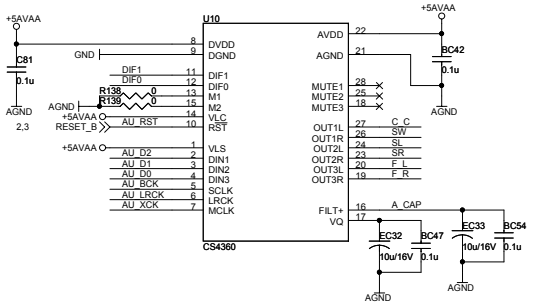 +5AVAA
U10
+5AVAA
C81
0.1u
AGND
2,3
GND
8 DVDD
9 DGND
DIF1 11 DIF1
DIF0 12 DIF0
R138 0 13 M1
AGND R139 0 15 M2
+5AVAA 14 VLC
RESET_B AU_RST 10 RST
+5AVAA 1 VLS
AU_D2 2 DIN1
AU_D1 3 DIN2
AU_D0 4 DIN3
AU_BCK 5 SCLK
AU_LRCK 6 LRCK
AU_XCK 7 MCLK
CS4360
AVDD 22
AGND 21
BC42
0.1u
AGND
MUTE1 28
MUTE2 25
MUTE3 18
OUT1L 27 C_C
OUT1R 26 SW
OUT2L 24 SL
OUT2R 23 SR
OUT3L 20 F_L
OUT3R 19 F_R
FILT+ 16 A_CAP
VQ 17
EC32
10u/16V
BC47
0.1u
AGND
EC33
10u/16V
BC54
0.1u
AGND